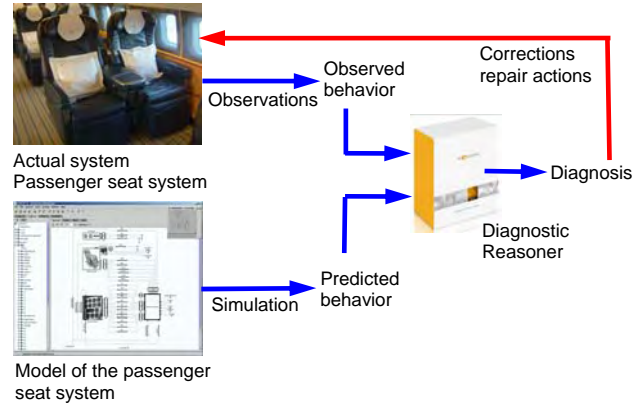 Corrections
repair actions
Observed
behavior
Observations
Actual system
Passenger seat system
Diagnosis
Diagnostic
Reasoner
Predicted
behavior
Simulation
Model of the passenger
seat system